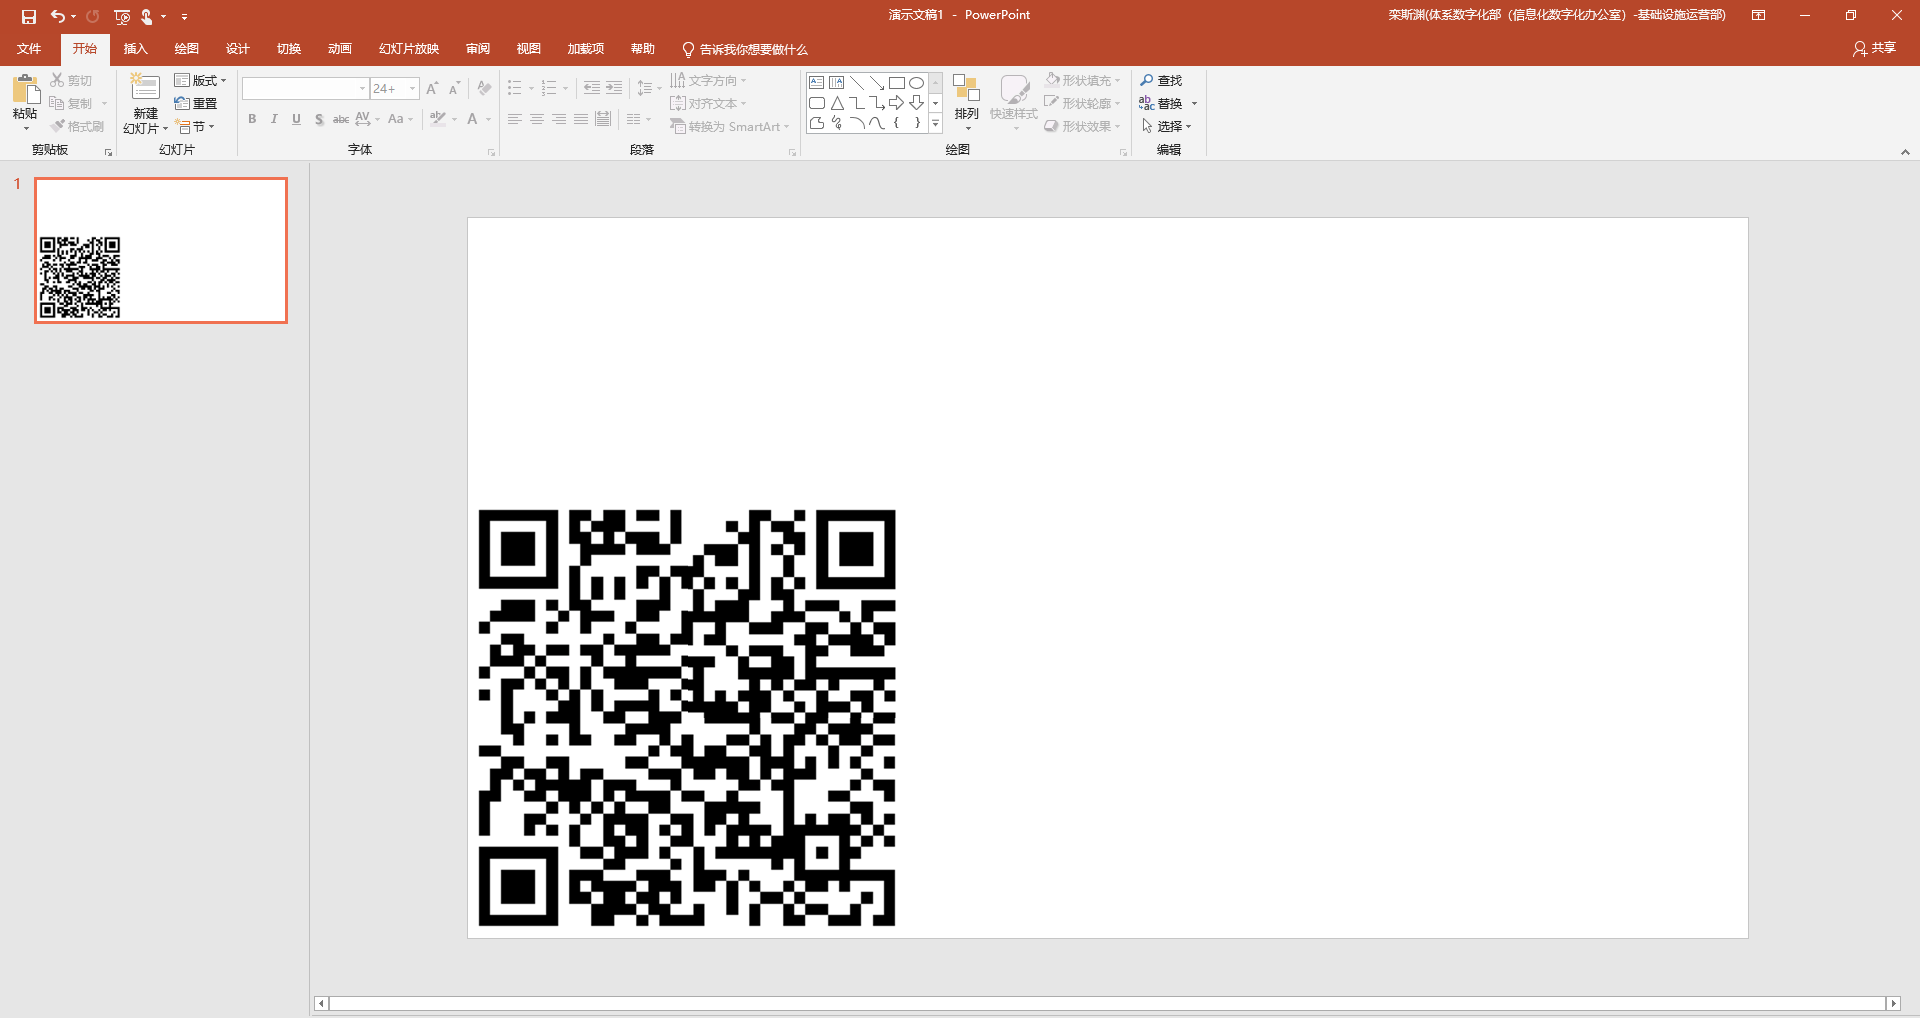 演示文稿1 - PowerPoint
栾斯渊(体系数字化部（信息化数字化办公室）-基础设施运营部)
文件 开始 插入 绘图 设计 切换 动画 幻灯片放映 审阅 视图 加载项 帮助 告诉我你想要做什么 共享
粘贴 剪切 复制 格式刷
剪贴板
新建 幻灯片 版式 重置 节
幻灯片
24+
B I U S abc AV Aa A
字体
文字方向
对齐文本
转换为 SmartArt
段落
排列 快速样式 形状填充 形状轮廓 形状效果
绘图
查找
替换
选择
编辑
1